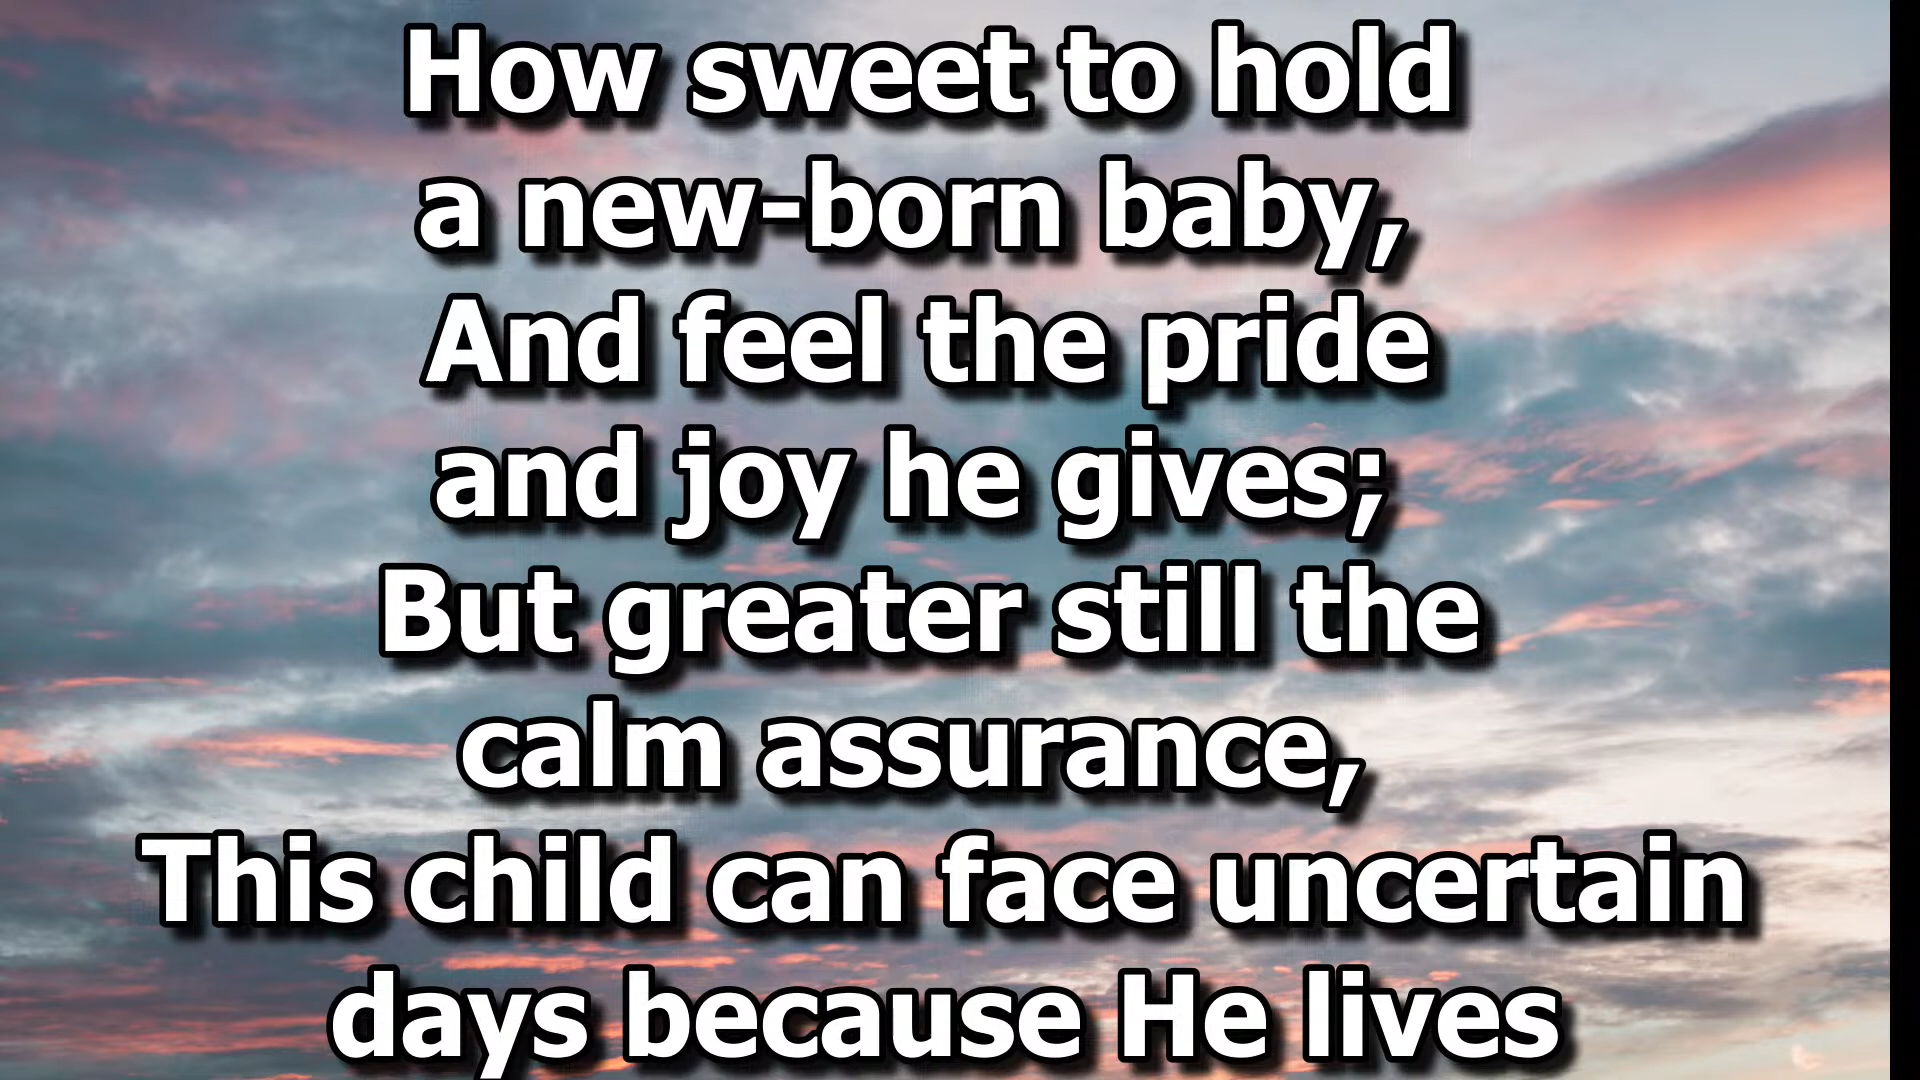 How sweet to hold
a new-born baby,
And feel the pride
and joy he gives;
But greater still the
calm assurance,
This child can face uncertain
days because He lives